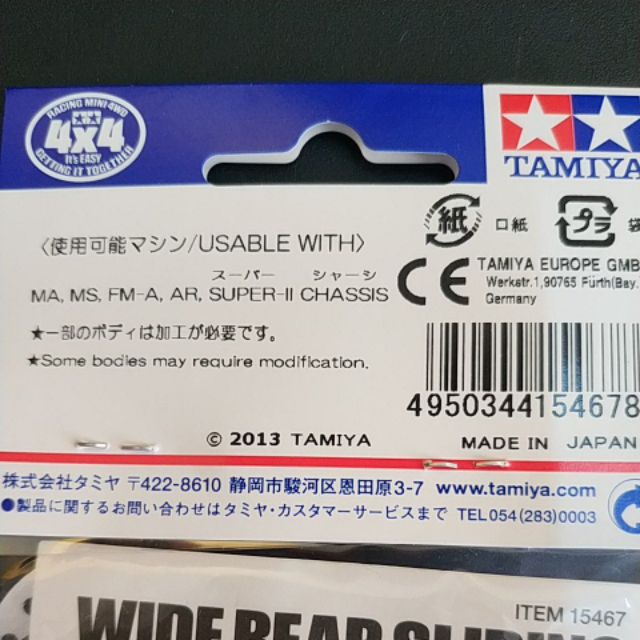 RACING MINI 4WD
4x4
It's EASY
GETTING IT TOGETHER
TAMIYA
紙
口紙
プラ
袋
〈使用可能マシン/USABLE WITH〉
スーパー シャーシ
MA, MS, FM-A, AR, SUPER-II CHASSIS
CE
TAMIYA EUROPE GMB
Werkstr.1,90765 Fürth(Bay.
Germany
★一部のボディは加工が必要です。
★Some bodies may require modification.
4950344154678
© 2013 TAMIYA
MADE IN JAPAN
株式会社タミヤ 〒422-8610 静岡市駿河区恩田原3-7 www.tamiya.com
●製品に関するお問い合わせはタミヤ・カスタマーサービスまで TEL054(283)0003
ITEM 15467
WIDE REAR SLIDING